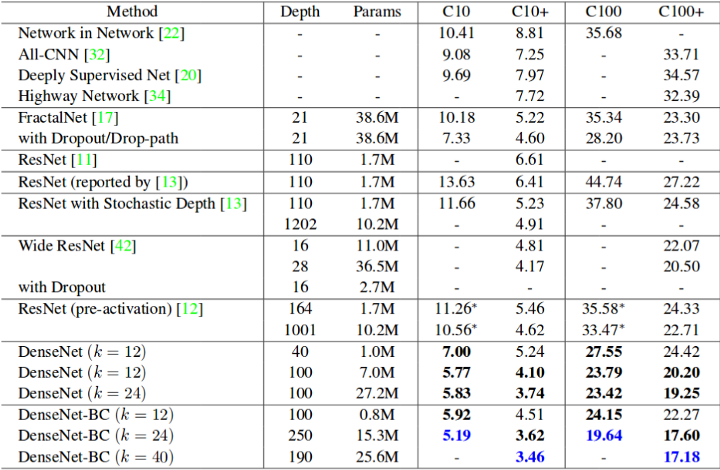 Method Depth Params C10 C10+ C100 C100+
Network in Network [22] - - 10.41 8.81 35.68 -
All-CNN [32] - - 9.08 7.25 - 33.71
Deeply Supervised Net [20] - - 9.69 7.97 - 34.57
Highway Network [34] - - - 7.72 - 32.39
FractalNet [17] 21 38.6M 10.18 5.22 35.34 23.30
with Dropout/Drop-path 21 38.6M 7.33 4.60 28.20 23.73
ResNet [11] 110 1.7M - 6.61 - -
ResNet (reported by [13]) 110 1.7M 13.63 6.41 44.74 27.22
ResNet with Stochastic Depth [13] 110 1.7M 11.66 5.23 37.80 24.58
1202 10.2M - 4.91 - -
Wide ResNet [42] 16 11.0M - 4.81 - 22.07
28 36.5M - 4.17 - 20.50
with Dropout 16 2.7M - - - -
ResNet (pre-activation) [12] 164 1.7M 11.26* 5.46 35.58* 24.33
1001 10.2M 10.56* 4.62 33.47* 22.71
DenseNet (k = 12) 40 1.0M 7.00 5.24 27.55 24.42
DenseNet (k = 12) 100 7.0M 5.77 4.10 23.79 20.20
DenseNet (k = 24) 100 27.2M 5.83 3.74 23.42 19.25
DenseNet-BC (k = 12) 100 0.8M 5.92 4.51 24.15 22.27
DenseNet-BC (k = 24) 250 15.3M 5.19 3.62 19.64 17.60
DenseNet-BC (k = 40) 190 25.6M - 3.46 - 17.18